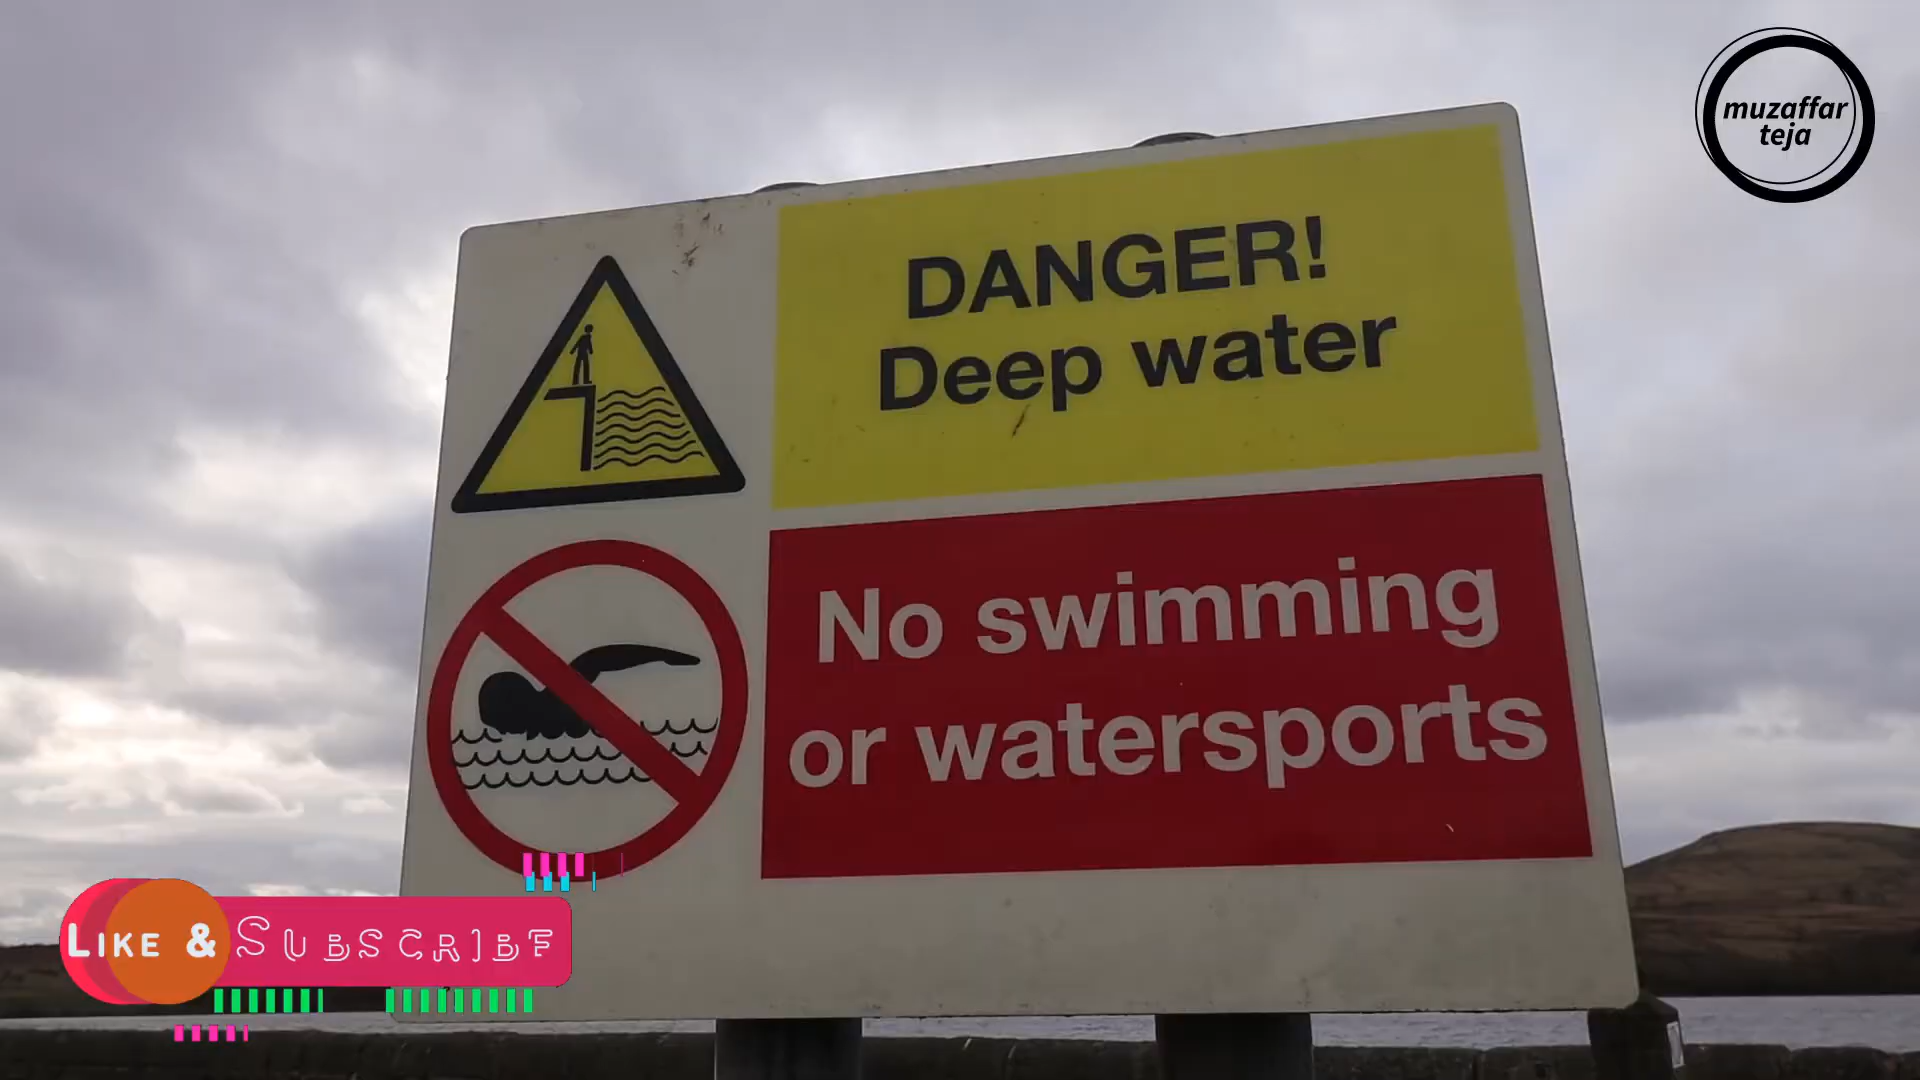 muzaffar
teja
DANGER!
Deep water
No swimming
or watersports
LIKE & SUBSCRIBE